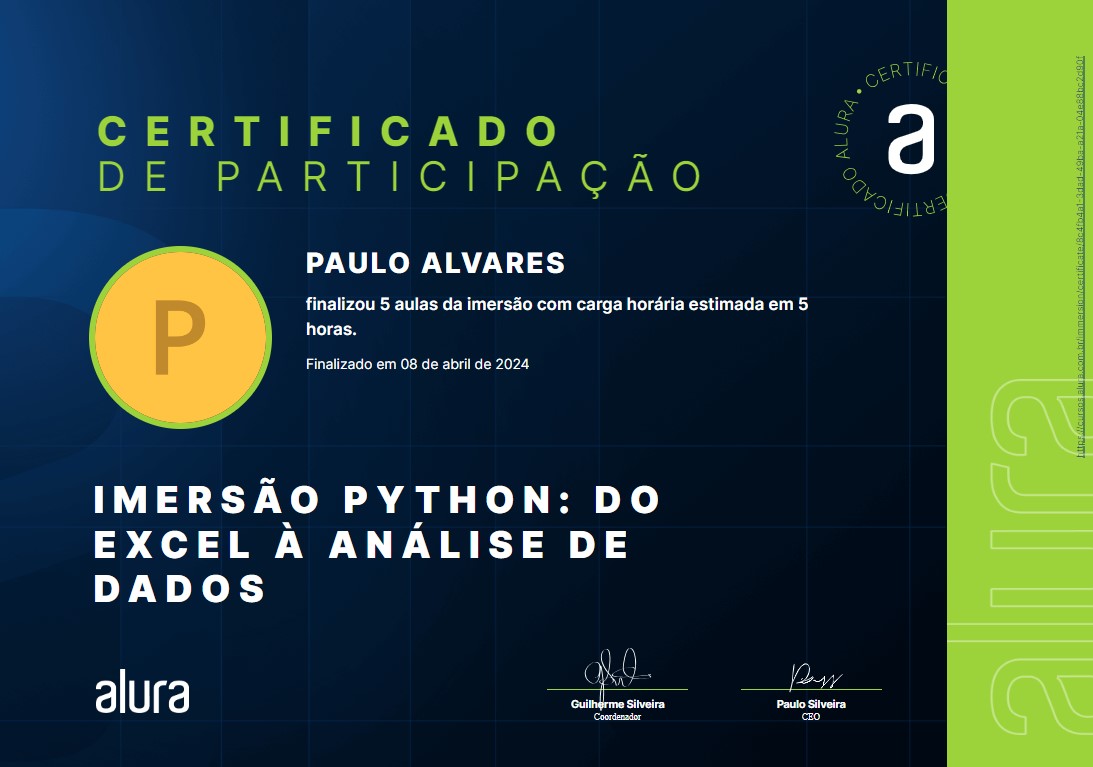 CERTIFICADO
DE PARTICIPAÇÃO
ALURA • CERTIFIC
CERTIFICADO
a
P
PAULO ALVARES
finalizou 5 aulas da imersão com carga horária estimada em 5
horas.
Finalizado em 08 de abril de 2024
IMERSÃO PYTHON: DO
EXCEL À ANÁLISE DE
DADOS
alura
Guilherme Silveira
Coordenador
Paulo Silveira
CEO
alura